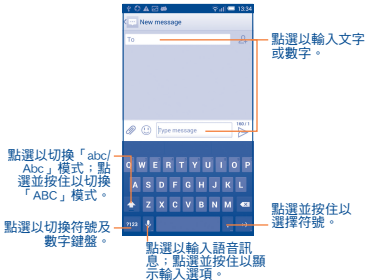 13:34
New message
To
點選以輸入文字
或數字。
160 / 1
Type message
Q W E R T Y U I O P
A S D F G H J K L
Z X C V B N M
?123
點選以切換「abc/
Abc」模式；點
選並按住以切換
「ABC」模式。
點選以切換符號及
數字鍵盤。
點選並按住以
選擇符號。
點選以輸入語音訊
息；點選並按住以顯
示輸入選項。